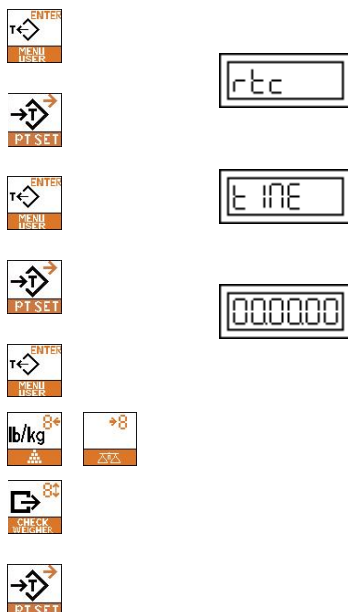 ENTER
T
MENU
USER
rtc
T
PT SET
ENTER
T
MENU
USER
t INE
T
PT SET
00.00.00
ENTER
T
MENU
USER
8
lb/kg
8
8
CHECK
WEIGHER
T
PT SET